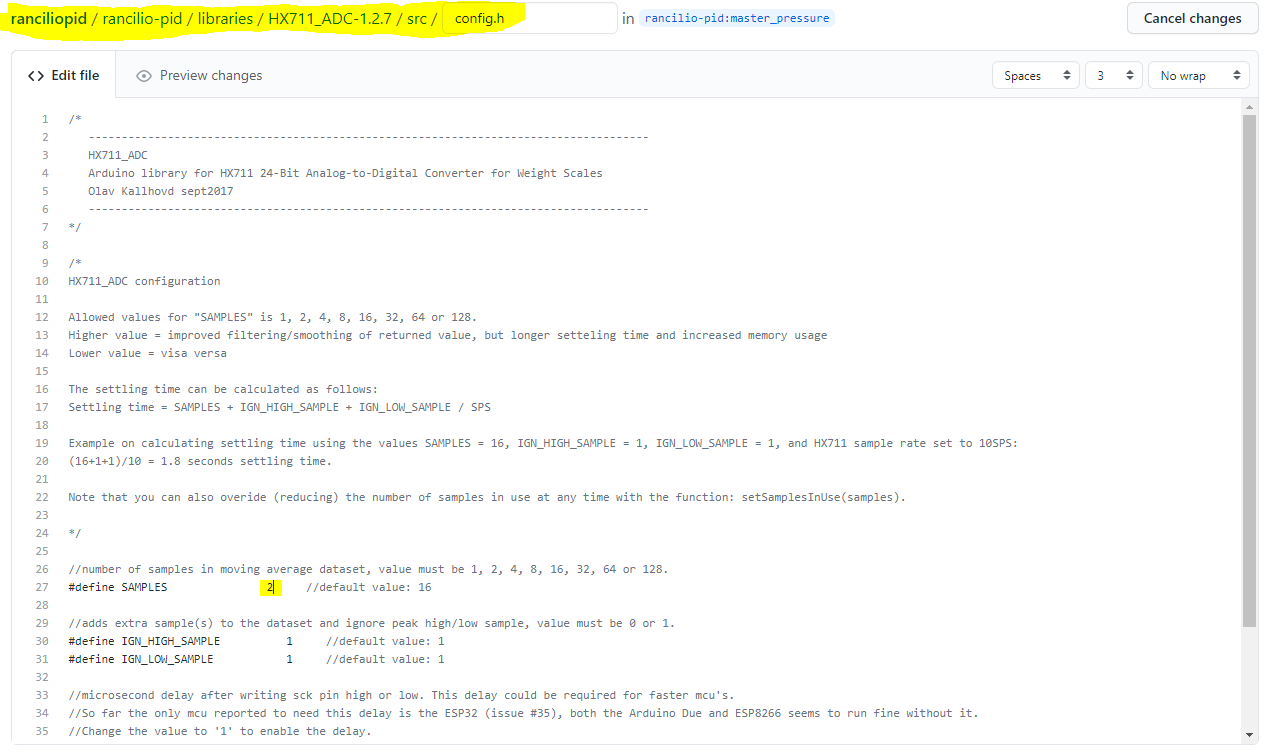 ranciliopid / rancilio-pid / libraries / HX711_ADC-1.2.7 / src / config.h in rancilio-pid:master_pressure Cancel changes
<> Edit file Preview changes Spaces 3 No wrap
1 /*
2 -------------------------------------------------------------------------------------
3 HX711_ADC
4 Arduino library for HX711 24-Bit Analog-to-Digital Converter for Weight Scales
5 Olav Kallhovd sept2017
6 -------------------------------------------------------------------------------------
7 */
8
9 /*
10 HX711_ADC configuration
11
12 Allowed values for "SAMPLES" is 1, 2, 4, 8, 16, 32, 64 or 128.
13 Higher value = improved filtering/smoothing of returned value, but longer setteling time and increased memory usage
14 Lower value = visa versa
15
16 The settling time can be calculated as follows:
17 Settling time = SAMPLES + IGN_HIGH_SAMPLE + IGN_LOW_SAMPLE / SPS
18
19 Example on calculating settling time using the values SAMPLES = 16, IGN_HIGH_SAMPLE = 1, IGN_LOW_SAMPLE = 1, and HX711 sample rate set to 10SPS:
20 (16+1+1)/10 = 1.8 seconds settling time.
21
22 Note that you can also overide (reducing) the number of samples in use at any time with the function: setSamplesInUse(samples).
23
24 */
25
26 //number of samples in moving average dataset, value must be 1, 2, 4, 8, 16, 32, 64 or 128.
27 #define SAMPLES 2 //default value: 16
28
29 //adds extra sample(s) to the dataset and ignore peak high/low sample, value must be 0 or 1.
30 #define IGN_HIGH_SAMPLE 1 //default value: 1
31 #define IGN_LOW_SAMPLE 1 //default value: 1
32
33 //microsecond delay after writing sck pin high or low. This delay could be required for faster mcu's.
34 //So far the only mcu reported to need this delay is the ESP32 (issue #35), both the Arduino Due and ESP8266 seems to run fine without it.
35 //Change the value to '1' to enable the delay.